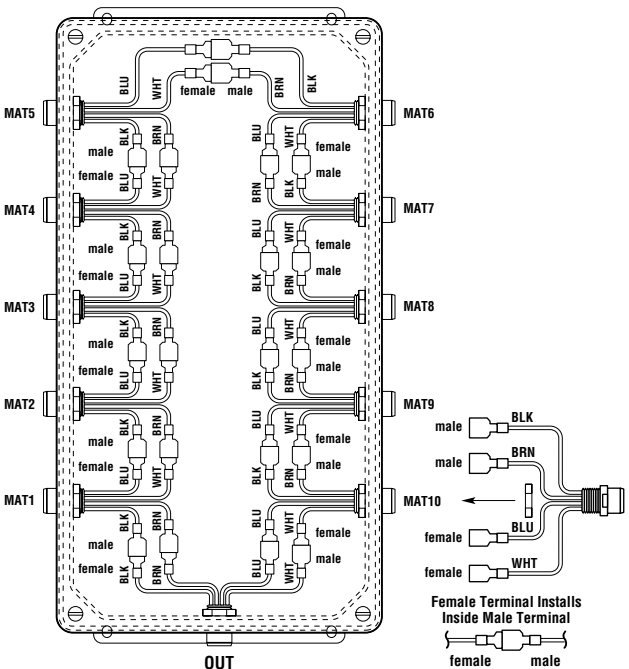 BLU
WHT
BRN
BLK
female male
MAT5
MAT6
BLK
BRN
BLU
WHT
male
female
female
male
BLU
WHT
BRN
BLK
MAT4
MAT7
BLK
BRN
BLU
WHT
male
female
female
male
BLU
WHT
BLK
BRN
MAT3
MAT8
BLK
BRN
BLU
WHT
male
female
female
male
BLU
WHT
BLK
BRN
MAT2
MAT9
BLK
BRN
BLU
WHT
male
female
female
male
BLU
WHT
BLK
BRN
MAT1
MAT10
BLK
BRN
BLU
WHT
male
female
female
male
BLK
BRN
BLU
WHT
OUT
male
BLK
male
BRN
female
BLU
female
WHT
Female Terminal Installs
Inside Male Terminal
female male